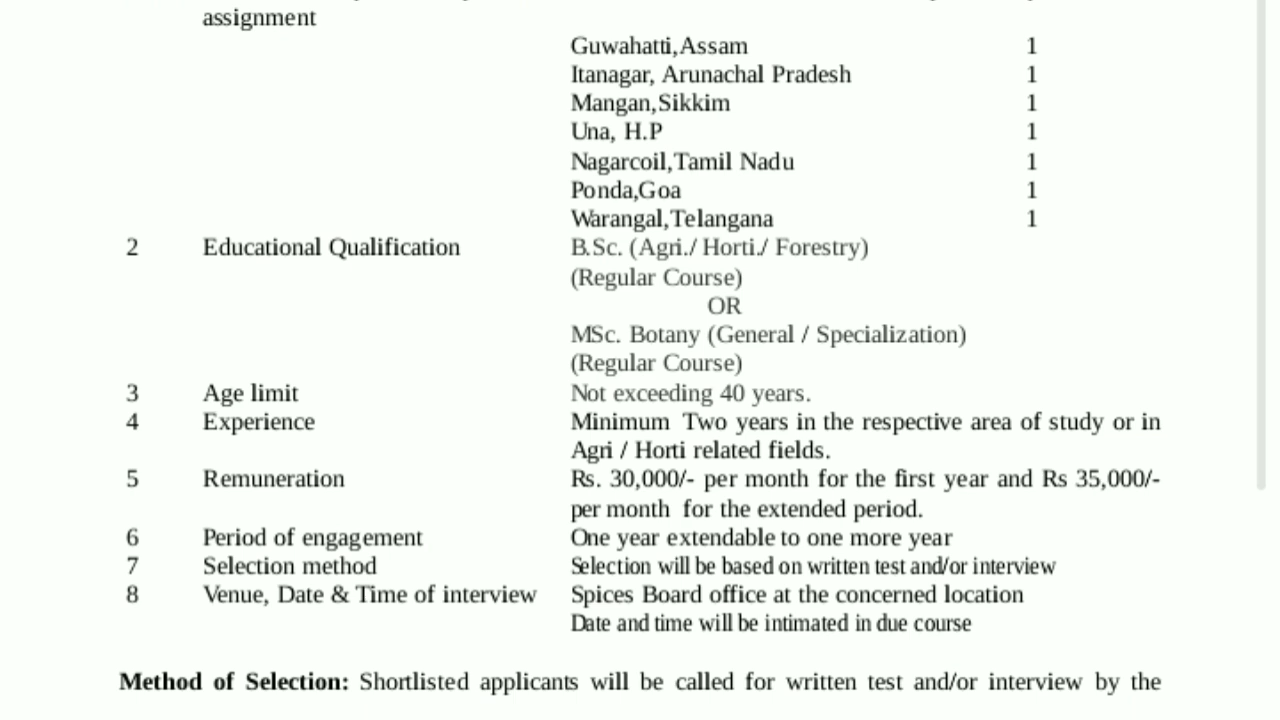 assignment
Guwahatti,Assam 1
Itanagar, Arunachal Pradesh 1
Mangan,Sikkim 1
Una, H.P 1
Nagarcoil,Tamil Nadu 1
Ponda,Goa 1
Warangal,Telangana 1
2 Educational Qualification B.Sc. (Agri./ Horti./ Forestry)
(Regular Course)
OR
MSc. Botany (General / Specialization)
(Regular Course)
3 Age limit Not exceeding 40 years.
4 Experience Minimum Two years in the respective area of study or in
Agri / Horti related fields.
5 Remuneration Rs. 30,000/- per month for the first year and Rs 35,000/-
per month for the extended period.
6 Period of engagement One year extendable to one more year
7 Selection method Selection will be based on written test and/or interview
8 Venue, Date & Time of interview Spices Board office at the concerned location
Date and time will be intimated in due course
Method of Selection: Shortlisted applicants will be called for written test and/or interview by the